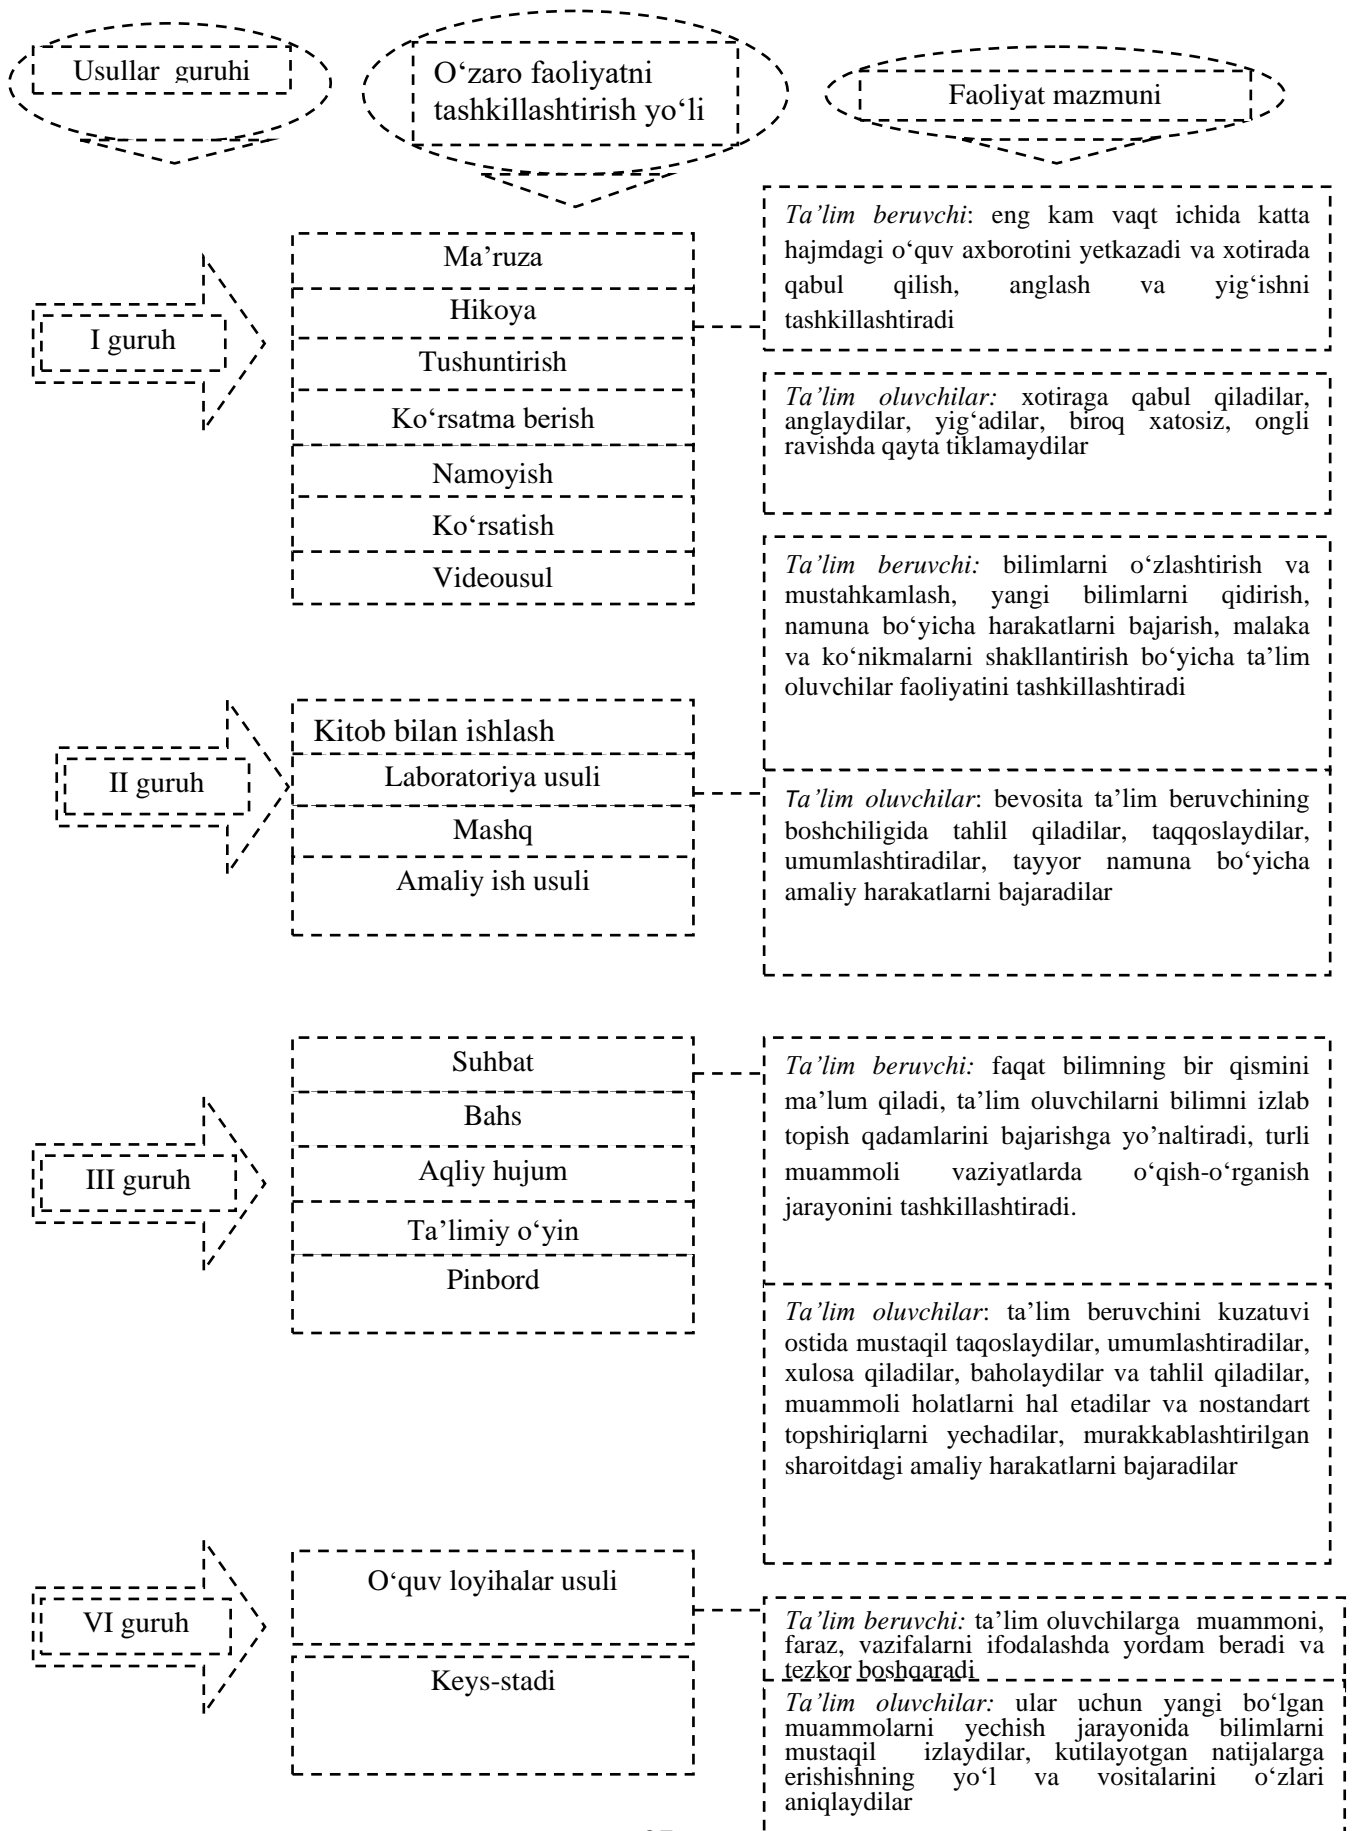 Usullar guruhi
O‘zaro faoliyatni
tashkillashtirish yo‘li
Faoliyat mazmuni
I guruh
Ma’ruza
Hikoya
Tushuntirish
Ko‘rsatma berish
Namoyish
Ko‘rsatish
Videousul
Ta’lim beruvchi: eng kam vaqt ichida katta
hajmdagi o‘quv axborotini yetkazadi va xotirada
qabul qilish, anglash va yig‘ishni
tashkillashtiradi
Ta’lim oluvchilar: xotiraga qabul qiladilar,
anglaydilar, yig‘adilar, biroq xatosiz, ongli
ravishda qayta tiklamaydilar
II guruh
Kitob bilan ishlash
Laboratoriya usuli
Mashq
Amaliy ish usuli
Ta’lim beruvchi: bilimlarni o‘zlashtirish va
mustahkamlash, yangi bilimlarni qidirish,
namuna bo‘yicha harakatlarni bajarish, malaka
va ko‘nikmalarni shakllantirish bo‘yicha ta’lim
oluvchilar faoliyatini tashkillashtiradi
Ta’lim oluvchilar: bevosita ta’lim beruvchining
boshchiligida tahlil qiladilar, taqqoslaydilar,
umumlashtiradilar, tayyor namuna bo‘yicha
amaliy harakatlarni bajaradilar
III guruh
Suhbat
Bahs
Aqliy hujum
Ta’limiy o‘yin
Pinbord
Ta’lim beruvchi: faqat bilimning bir qismini
ma’lum qiladi, ta’lim oluvchilarni bilimni izlab
topish qadamlarini bajarishga yo’naltiradi, turli
muammoli vaziyatlarda o‘qish-o‘rganish
jarayonini tashkillashtiradi.
Ta’lim oluvchilar: ta’lim beruvchini kuzatuvi
ostida mustaqil taqoslaydilar, umumlashtiradilar,
xulosa qiladilar, baholaydilar va tahlil qiladilar,
muammoli holatlarni hal etadilar va nostandart
topshiriqlarni yechadilar, murakkablashtirilgan
sharoitdagi amaliy harakatlarni bajaradilar
VI guruh
O‘quv loyihalar usuli
Keys-stadi
Ta’lim beruvchi: ta’lim oluvchilarga muammoni,
faraz, vazifalarni ifodalashda yordam beradi va
tezkor boshqaradi
Ta’lim oluvchilar: ular uchun yangi bo‘lgan
muammolarni yechish jarayonida bilimlarni
mustaqil izlaydilar, kutilayotgan natijalarga
erishishning yo‘l va vositalarini o‘zlari
aniqlaydilar